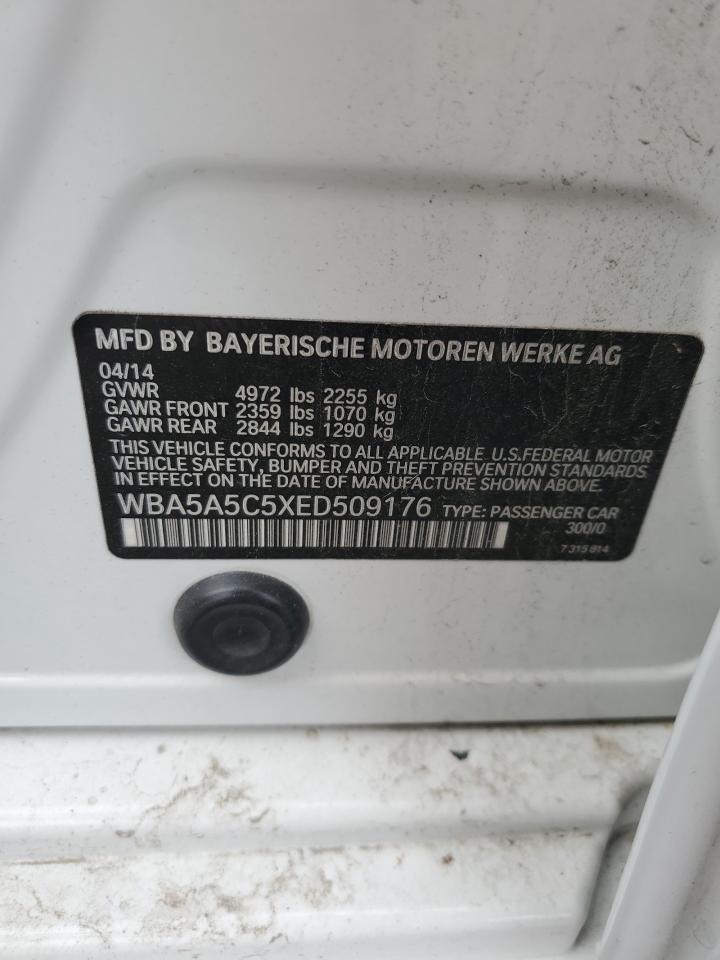 MFD BY BAYERISCHE MOTOREN WERKE AG
04/14
GVWR 4972 lbs 2255 kg
GAWR FRONT 2359 lbs 1070 kg
GAWR REAR 2844 lbs 1290 kg
THIS VEHICLE CONFORMS TO ALL APPLICABLE U.S.FEDERAL MOTOR
VEHICLE SAFETY, BUMPER AND THEFT PREVENTION STANDARDS
IN EFFECT ON THE DATE OF MANUFACTURE SHOWN ABOVE.
WBA5A5C5XED509176 TYPE: PASSENGER CAR
300/0
7 315 814